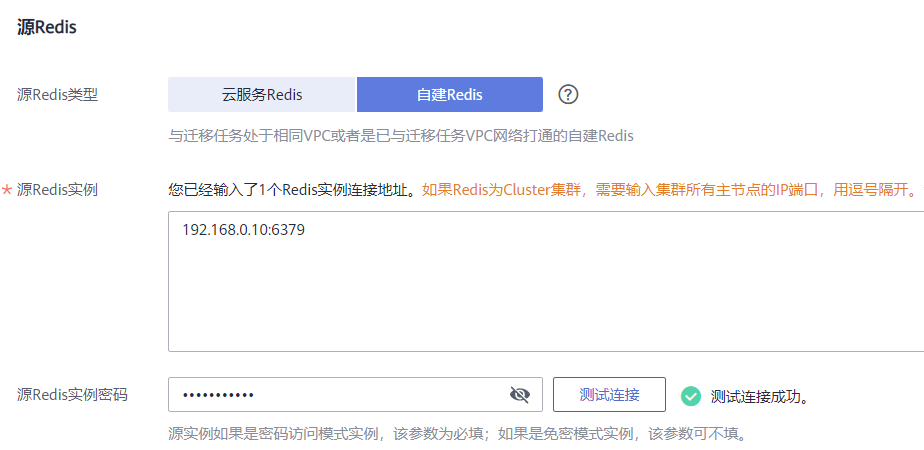 源Redis
源Redis类型
云服务Redis
自建Redis
?
与迁移任务处于相同VPC或者是已与迁移任务VPC网络打通的自建Redis
* 源Redis实例
您已经输入了1个Redis实例连接地址。如果Redis为Cluster集群，需要输入集群所有主节点的IP端口，用逗号隔开。
192.168.0.10:6379
源Redis实例密码
•••••••••••
测试连接
测试连接成功。
源实例如果是密码访问模式实例，该参数为必填；如果是免密模式实例，该参数可不填。